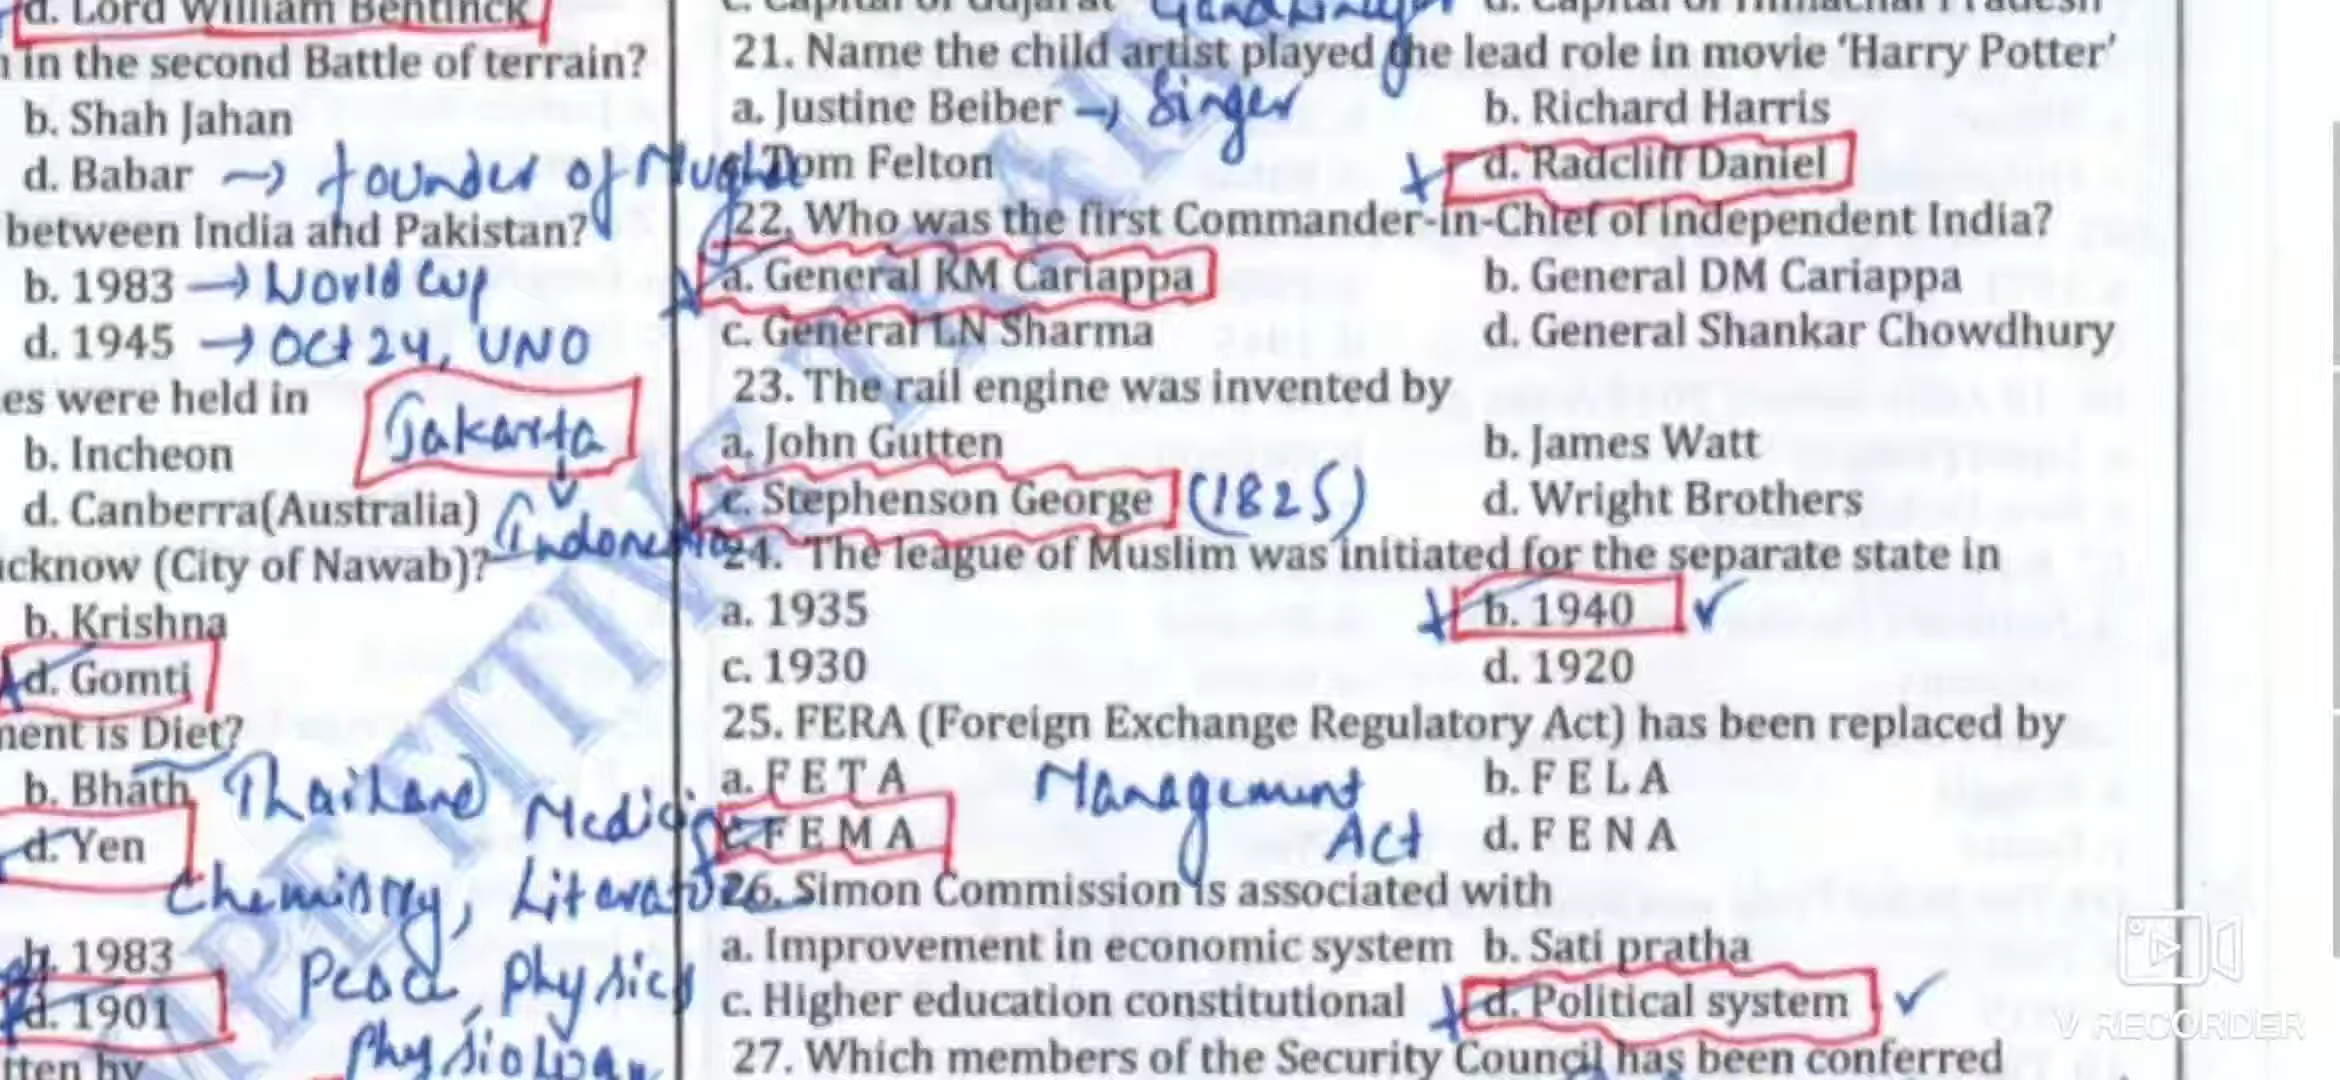 d. Lord William Bentinck
in the second Battle of terrain?
b. Shah Jahan
d. Babar → founder of Mughal
between India and Pakistan?
b. 1983 → World Cup
d. 1945 → Oct 24, UNO
es were held in
Jakarta
b. Incheon
d. Canberra(Australia)
Indonesia
cknow (City of Nawab)?
b. Krishna
d. Gomti
ment is Diet?
b. Bhath Thailand
d. Yen
Medicine
Chemistry, Literature
b. 1983
Peace, Physics
d. 1901
tten by
c. Capital of Gujarat Gandhinagar d. Capital of Himachal Pradesh
21. Name the child artist played the lead role in movie ‘Harry Potter’
a. Justine Beiber → Singer b. Richard Harris
c. Tom Felton d. Radcliff Daniel
22. Who was the first Commander-in-Chief of independent India?
a. General KM Cariappa b. General DM Cariappa
c. General LN Sharma d. General Shankar Chowdhury
23. The rail engine was invented by
a. John Gutten b. James Watt
c. Stephenson George (1825) d. Wright Brothers
24. The league of Muslim was initiated for the separate state in
a. 1935 b. 1940
c. 1930 d. 1920
25. FERA (Foreign Exchange Regulatory Act) has been replaced by
a. F E T A b. F E L A
Management
c. F E M A Act d. F E N A
26. Simon Commission is associated with
a. Improvement in economic system b. Sati pratha
c. Higher education constitutional d. Political system
27. Which members of the Security Council has been conferred
V RECORDER